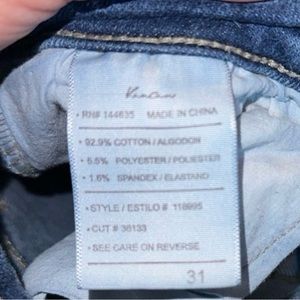 • RN# 144635 MADE IN CHINA
• 92.9% COTTON / ALGODON
• 5.5% POLYESTER / POLIESTER
• 1.6% SPANDEX / ELASTANO
• STYLE / ESTILO # 118995
• CUT # 36133
• SEE CARE ON REVERSE
31